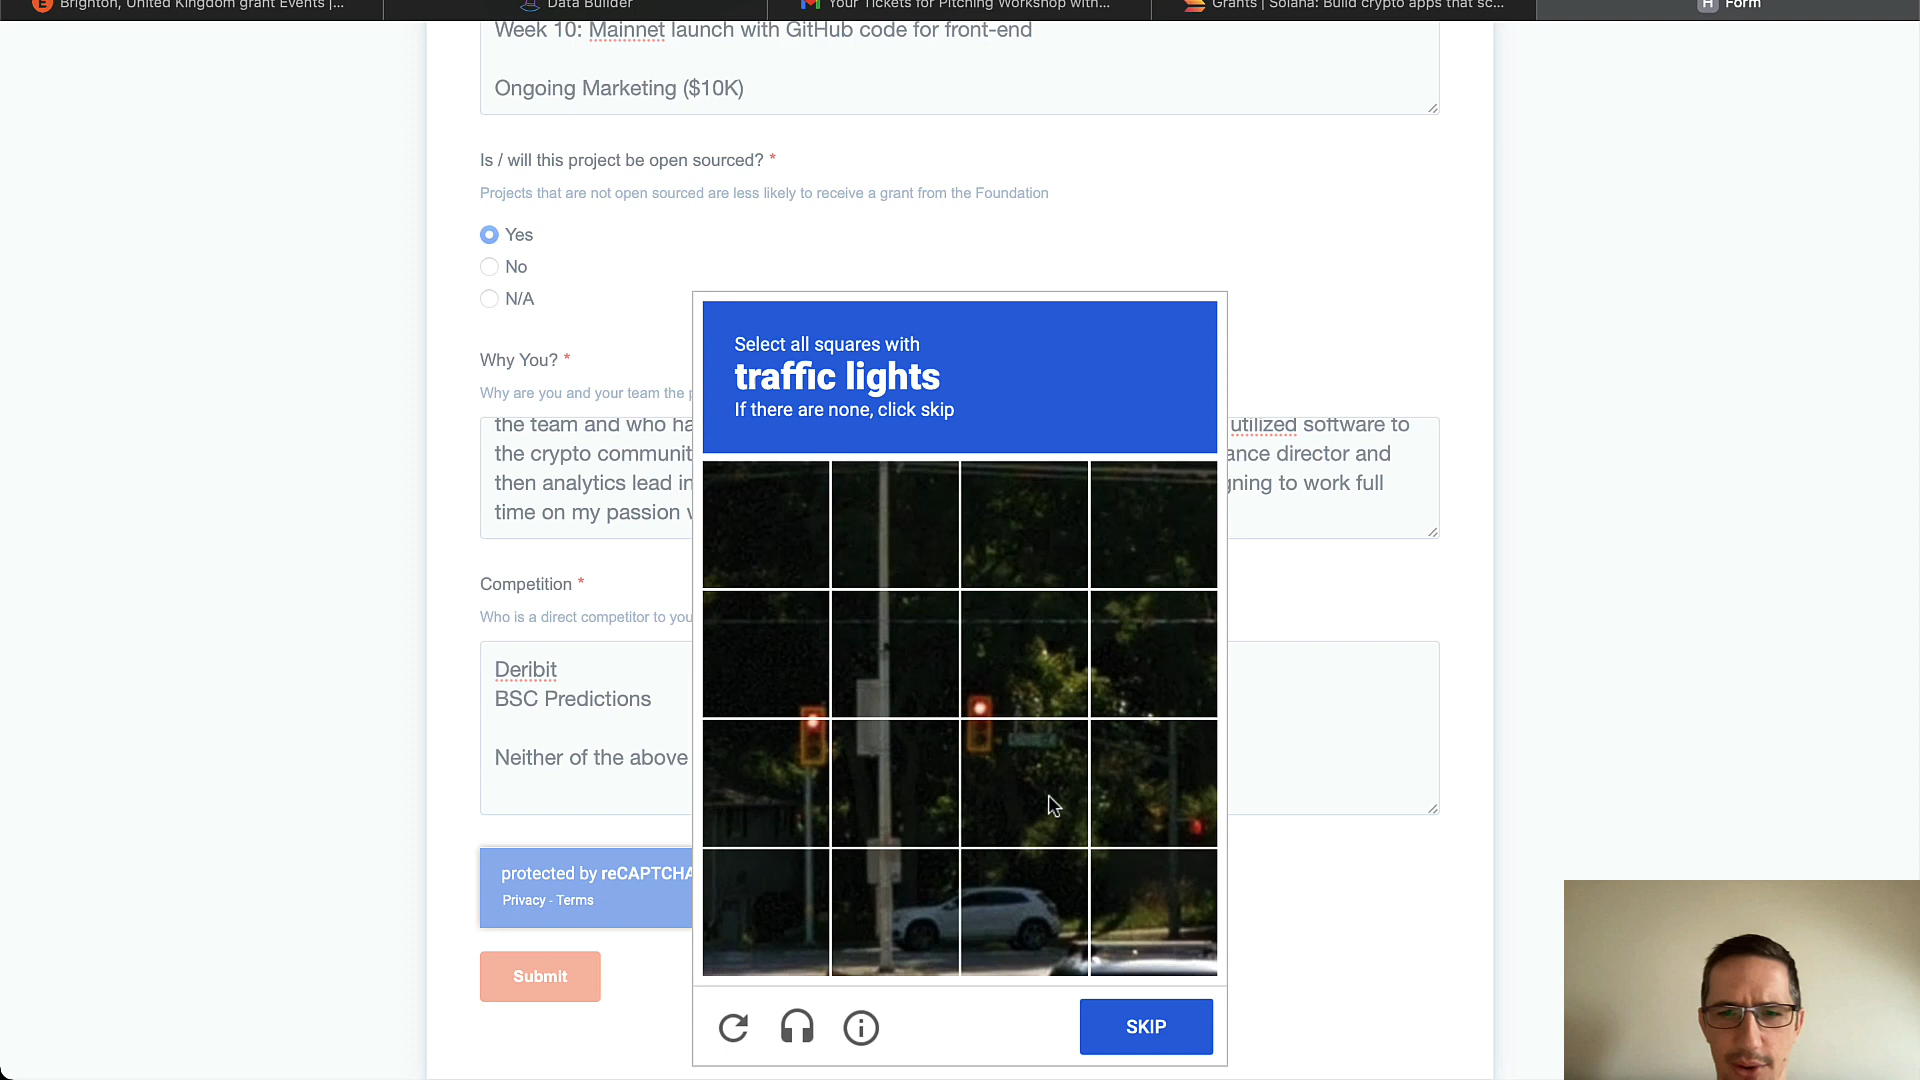 Brighton, United Kingdom grant Events |...
Data Builder
Your Tickets for Pitching Workshop with...
Grants | Solana: Build crypto apps that sc...
H Form
Week 10: Mainnet launch with GitHub code for front-end
Ongoing Marketing ($10K)
Is / will this project be open sourced? *
Projects that are not open sourced are less likely to receive a grant from the Foundation
Yes
No
N/A
Why You? *
Why are you and your team the
the team and who
utilized software to
the crypto
director and
then analytics lead in
to work full
time on my passion
Competition *
Who is a direct competitor to you
Deribit
BSC Predictions
Neither of the above
protected by reCAPTCHA
Privacy - Terms
Submit
Select all squares with
traffic lights
If there are none, click skip
SKIP